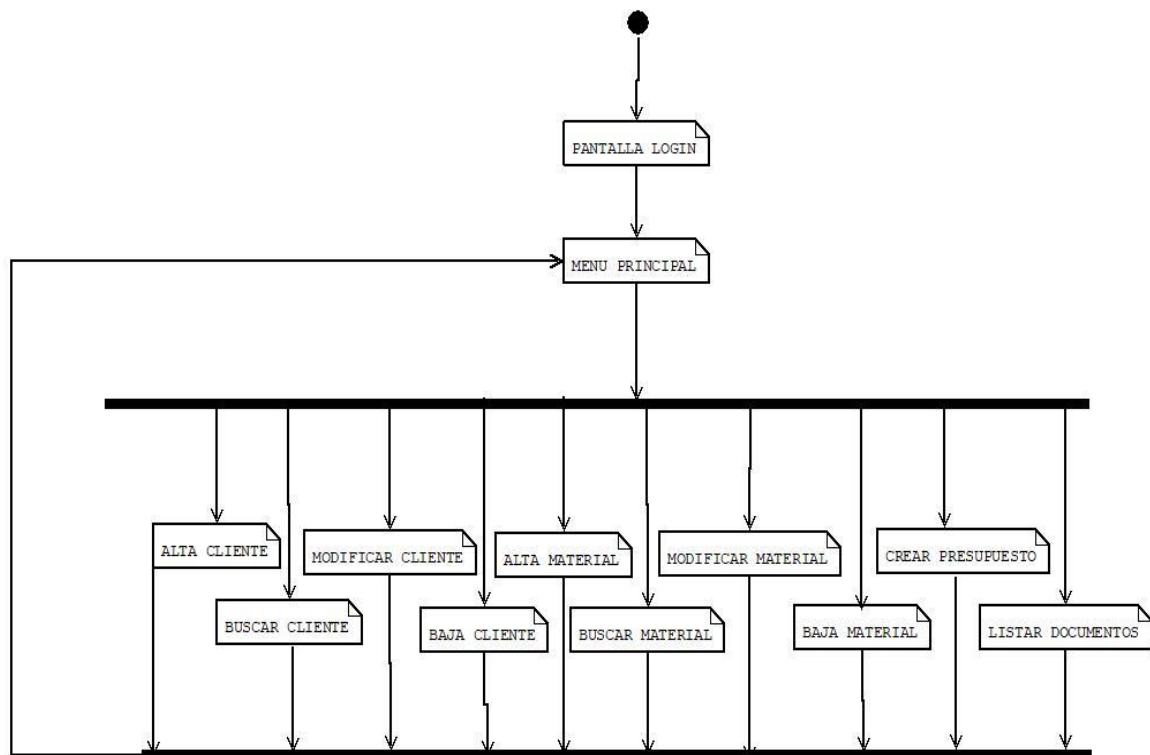 PANTALLA LOGIN
MENU PRINCIPAL
ALTA CLIENTE
MODIFICAR CLIENTE
ALTA MATERIAL
MODIFICAR MATERIAL
CREAR PRESUPUESTO
BUSCAR CLIENTE
BAJA CLIENTE
BUSCAR MATERIAL
BAJA MATERIAL
LISTAR DOCUMENTOS